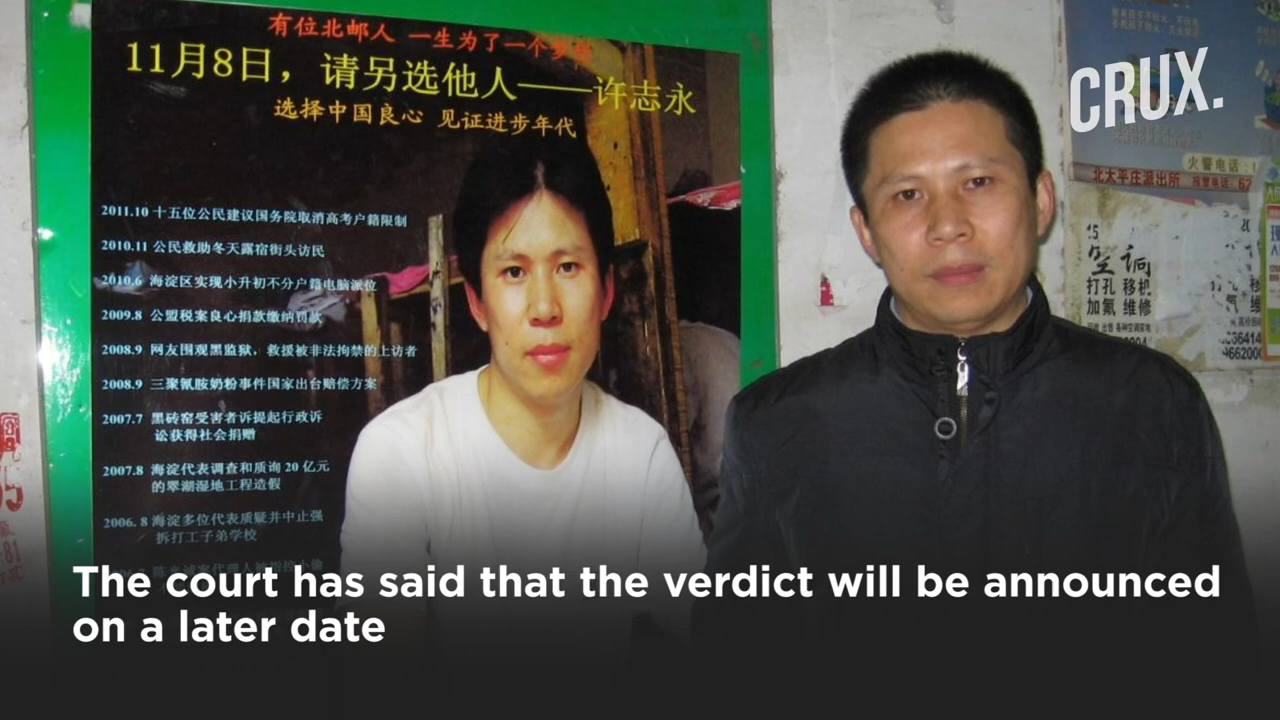 有位北邮人 一生为了一个梦想
11月8日，请另选他人——许志永
选择中国良心 见证进步年代
2011.10 十五位公民建议国务院取消高考户籍限制
2010.11 公民救助冬天露宿街头访民
2010.6 海淀区实现小升初不分户籍电脑派位
2009.8 公盟税案良心捐款缴纳罚款
2008.9 网友围观黑监狱，救援被非法拘禁的上访者
2008.9 三聚氰胺奶粉事件国家出台赔偿方案
2007.7 黑砖窑受害者诉提起行政诉
讼获得社会捐赠
2007.8 海淀代表调查和质询 20 亿元
的翠湖湿地工程造假
2006.8 海淀多位代表质疑并中止强
拆打工子弟学校
CRUX.
火警电话：1
北太平庄派出所 报警电话：62
打孔 移机
加氟 维修
The court has said that the verdict will be announced
on a later date